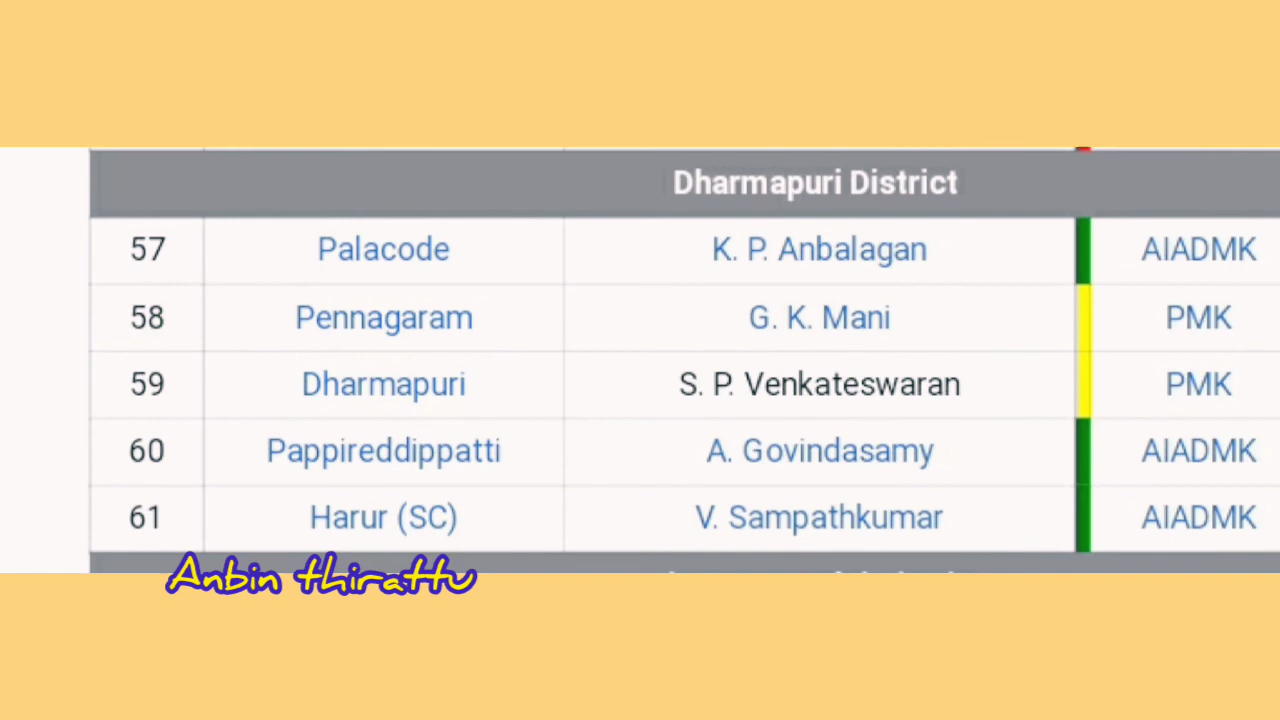 Dharmapuri District
57 Palacode K. P. Anbalagan AIADMK
58 Pennagaram G. K. Mani PMK
59 Dharmapuri S. P. Venkateswaran PMK
60 Pappireddippatti A. Govindasamy AIADMK
61 Harur (SC) V. Sampathkumar AIADMK
Anbin thirattu